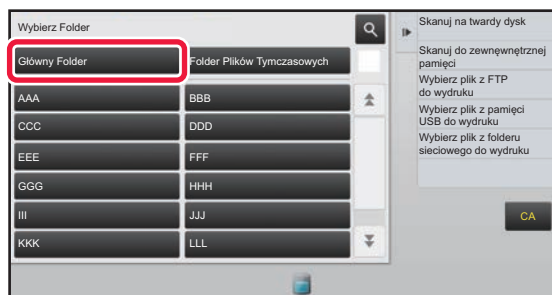 Wybierz Folder
Główny Folder
Folder Plików Tymczasowych
AAA
BBB
CCC
DDD
EEE
FFF
GGG
HHH
III
JJJ
KKK
LLL
Skanuj na twardy dysk
Skanuj do zewnęwnętrznej
pamięci
Wybierz plik z FTP
do wydruku
Wybierz plik z pamięci
USB do wydruku
Wybierz plik z folderu
sieciowego do wydruku
CA